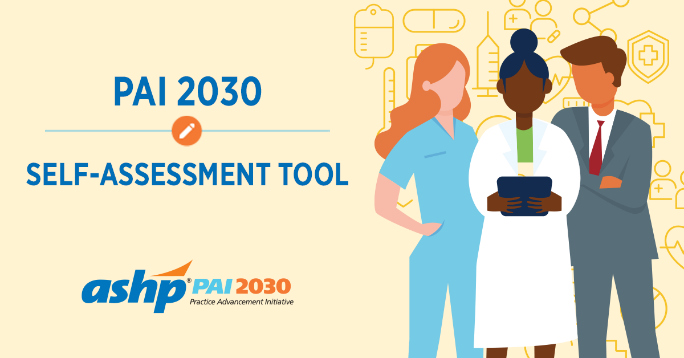 PAI 2030
SELF-ASSESSMENT TOOL
ashp® PAI 2030
Practice Advancement Initiative